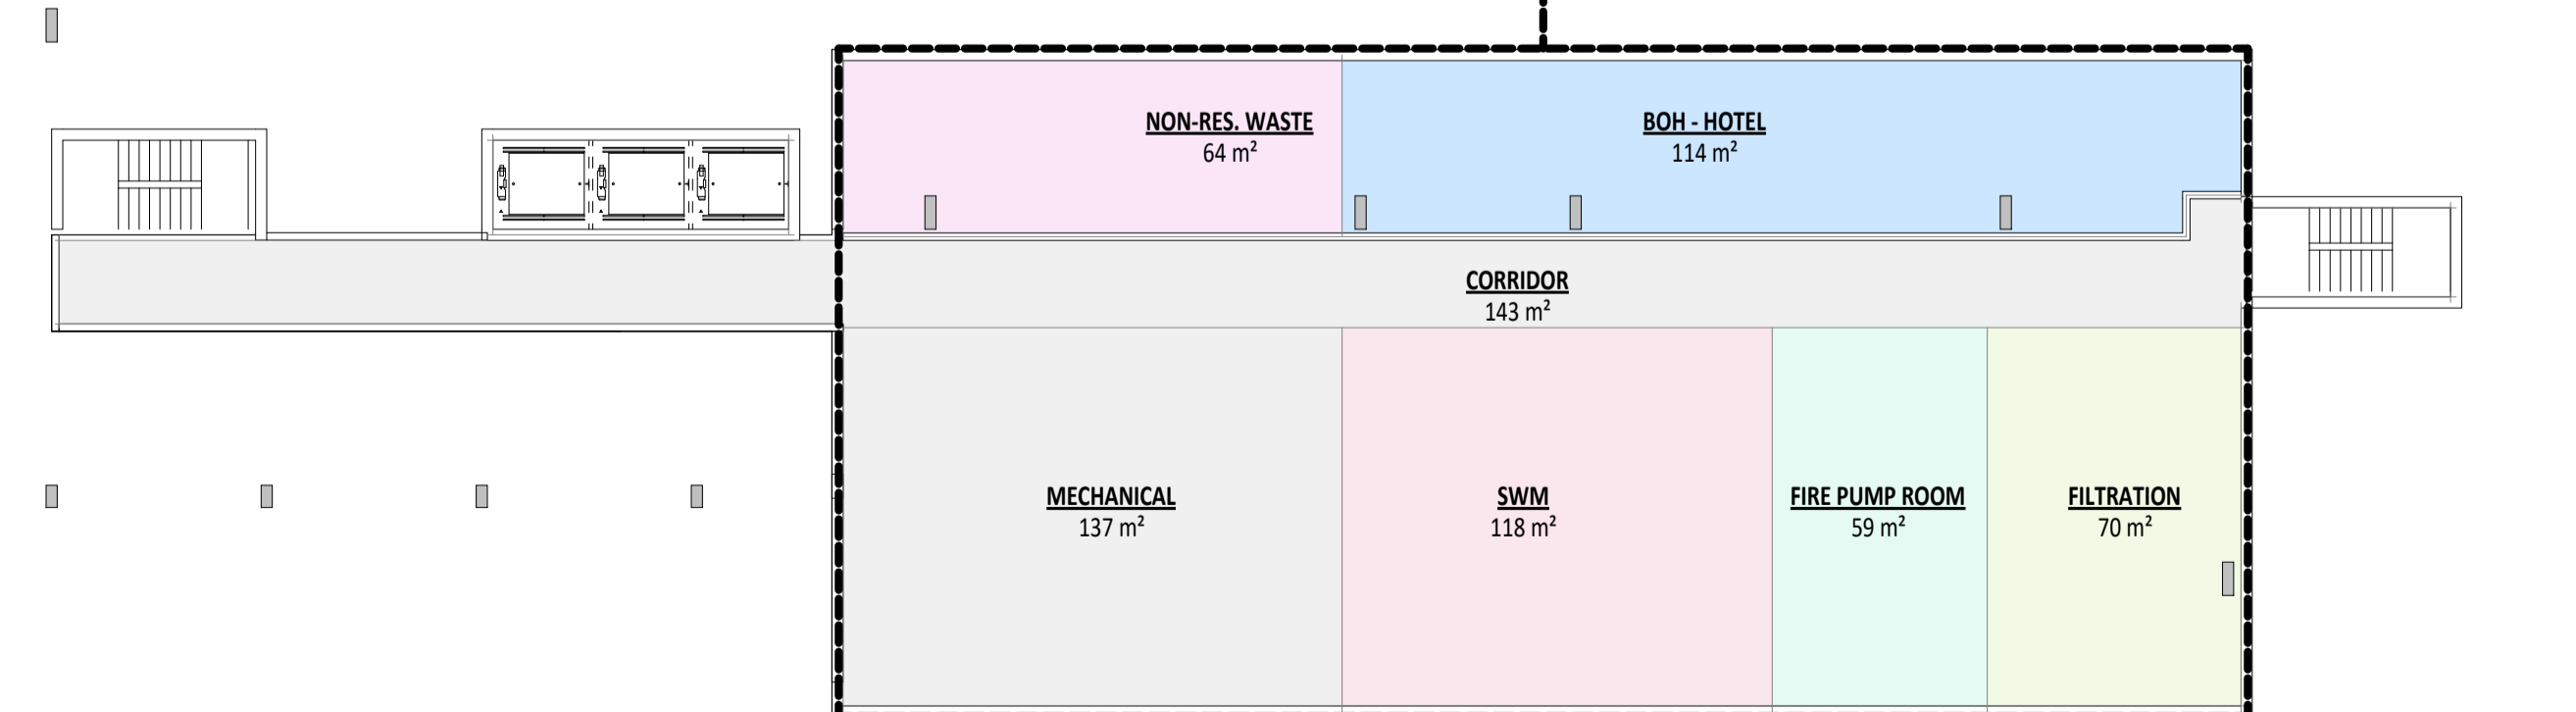 NON-RES. WASTE
64 m²
BOH - HOTEL
114 m²
CORRIDOR
143 m²
MECHANICAL
137 m²
SWM
118 m²
FIRE PUMP ROOM
59 m²
FILTRATION
70 m²